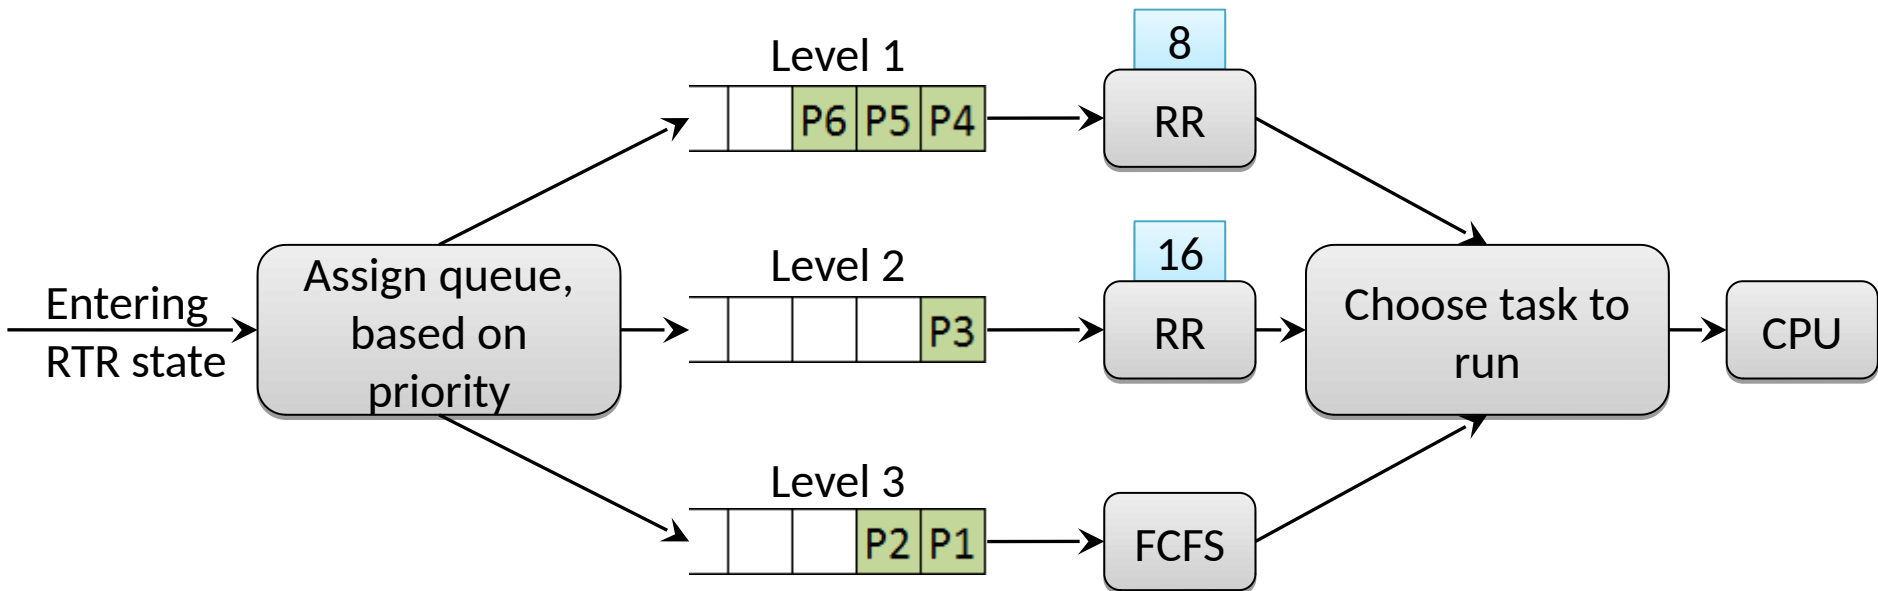 Level 1
8
P6 P5 P4
RR
Entering
RTR state
Assign queue,
based on
priority
Level 2
16
P3
RR
Choose task to
run
CPU
Level 3
P2 P1
FCFS